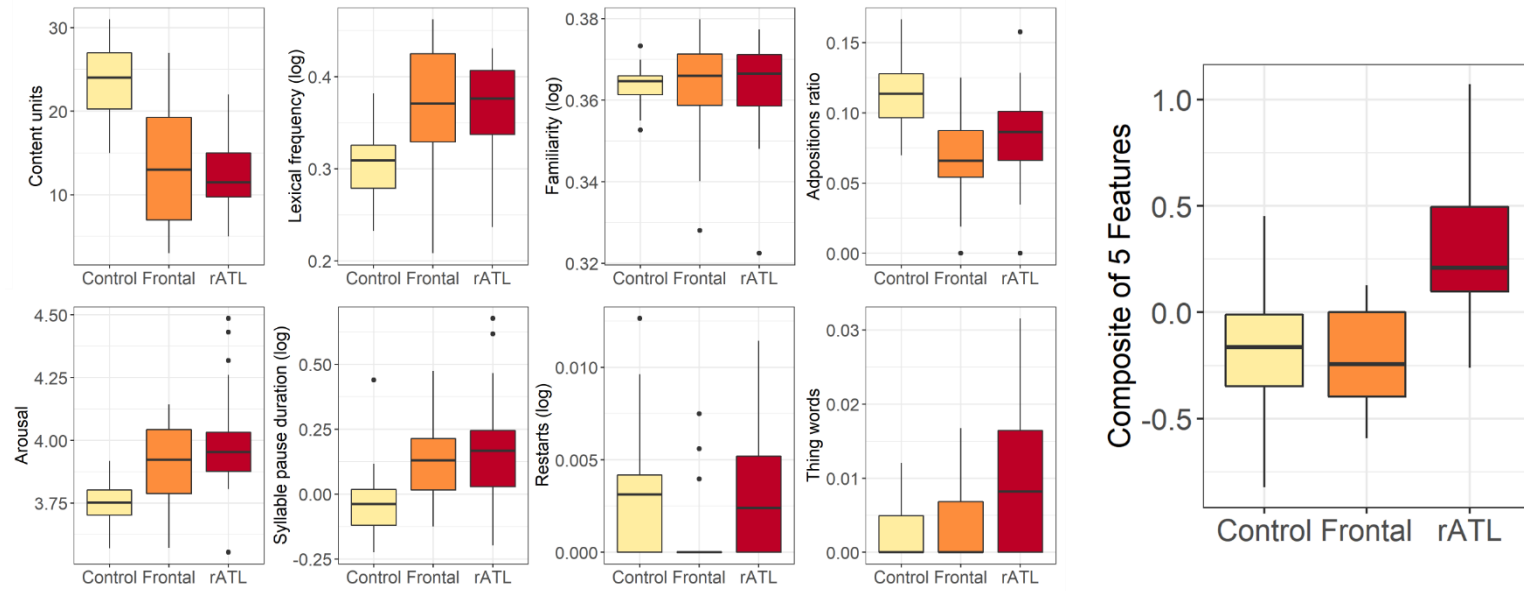 Content units
30
20
10
Control Frontal rATL
Lexical frequency (log)
0.4
0.3
0.2
Control Frontal rATL
Familiarity (log)
0.38
0.36
0.34
0.32
Control Frontal rATL
Adpositions ratio
0.15
0.10
0.05
0.00
Control Frontal rATL
Arousal
4.50
4.25
4.00
3.75
Control Frontal rATL
Syllable pause duration (log)
0.50
0.25
0.00
-0.25
Control Frontal rATL
Restarts (log)
0.010
0.005
0.000
Control Frontal rATL
Thing words
0.03
0.02
0.01
0.00
Control Frontal rATL
Composite of 5 Features
1.0
0.5
0.0
-0.5
Control Frontal rATL